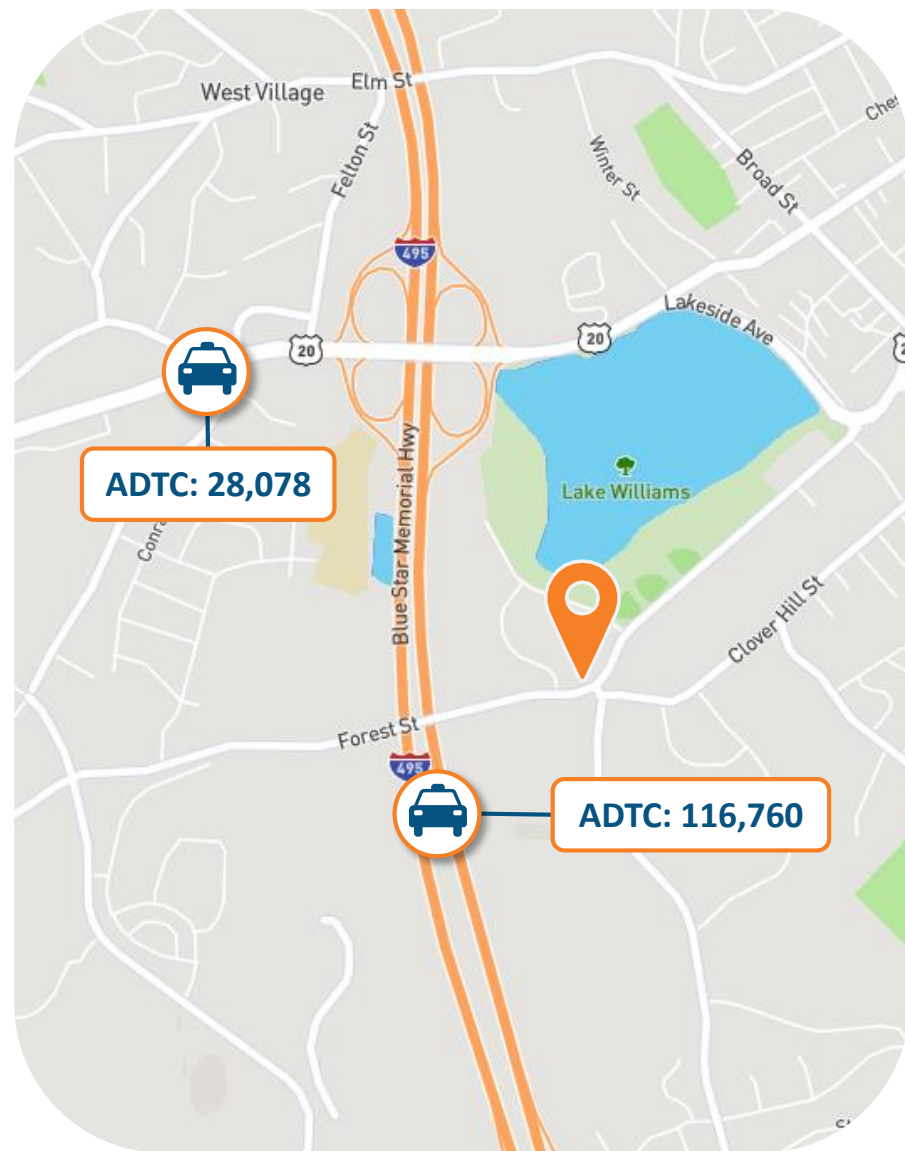 Elm St
West Village
Felton St
Winter St
Broad St
495
Lakeside Ave
20
20
ADTC: 28,078
Lake Williams
Blue Star Memorial Hwy
Clover Hill St
Forest St
495
ADTC: 116,760